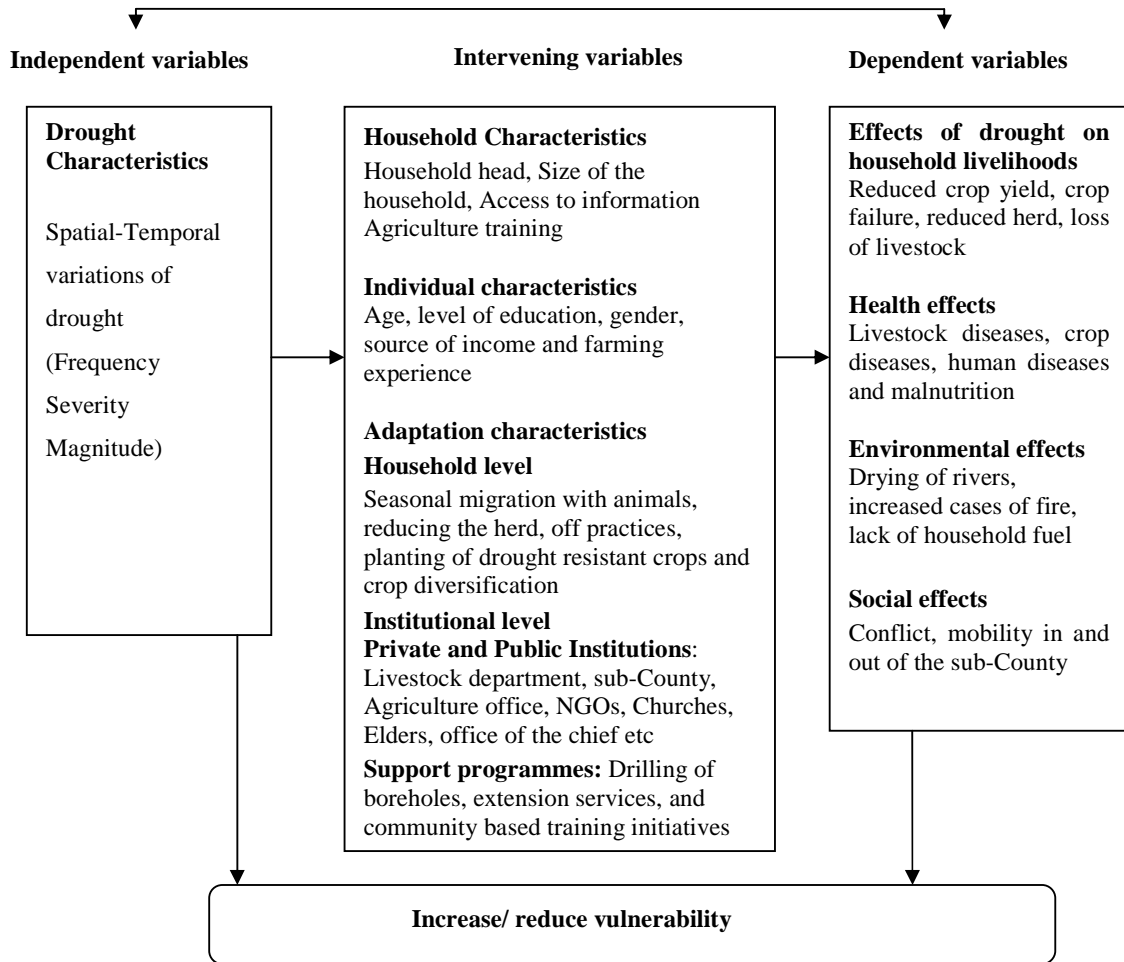 Independent variables
Intervening variables
Dependent variables
Drought
Characteristics
Spatial-Temporal
variations of
drought
(Frequency
Severity
Magnitude)
Household Characteristics
Household head, Size of the
household, Access to information
Agriculture training
Individual characteristics
Age, level of education, gender,
source of income and farming
experience
Adaptation characteristics
Household level
Seasonal migration with animals,
reducing the herd, off practices,
planting of drought resistant crops and
crop diversification
Institutional level
Private and Public Institutions:
Livestock department, sub-County,
Agriculture office, NGOs, Churches,
Elders, office of the chief etc
Support programmes: Drilling of
boreholes, extension services, and
community based training initiatives
Effects of drought on
household livelihoods
Reduced crop yield, crop
failure, reduced herd, loss
of livestock
Health effects
Livestock diseases, crop
diseases, human diseases
and malnutrition
Environmental effects
Drying of rivers,
increased cases of fire,
lack of household fuel
Social effects
Conflict, mobility in and
out of the sub-County
Increase/ reduce vulnerability